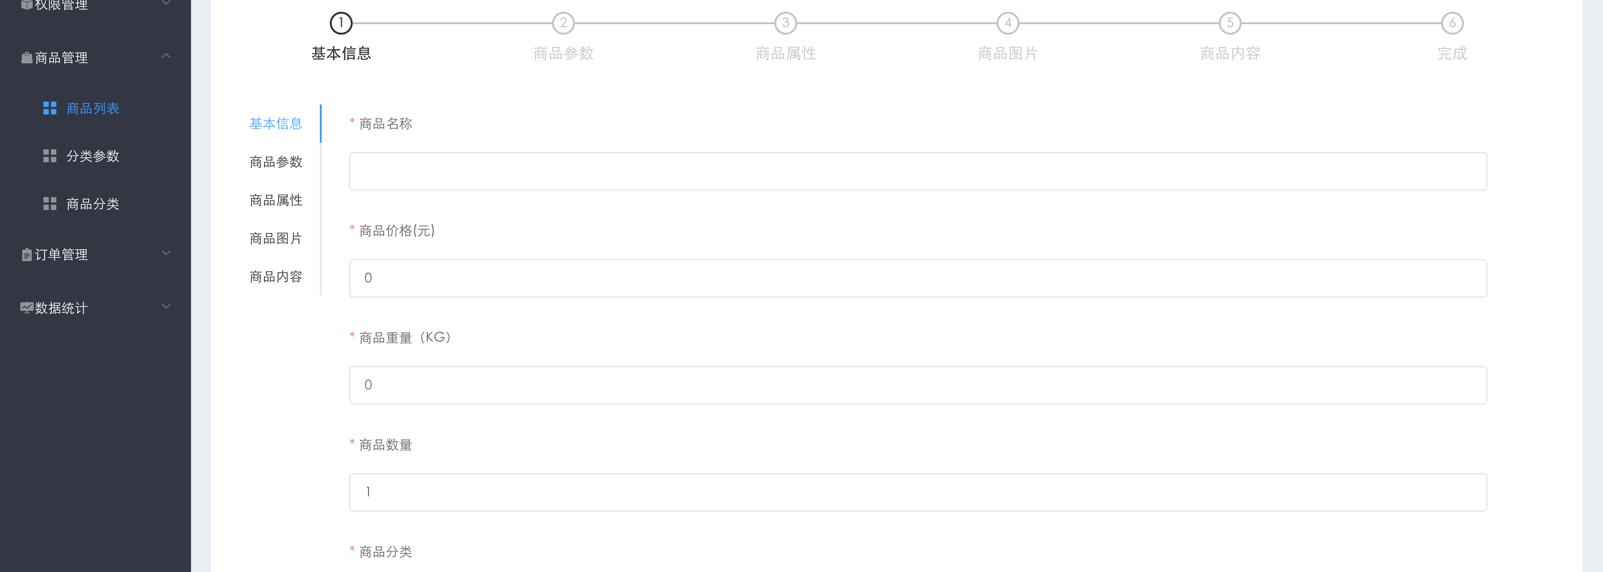 权限管理
商品管理
商品列表
分类参数
商品分类
订单管理
数据统计
1
2
3
4
5
6
基本信息
商品参数
商品属性
商品图片
商品内容
完成
基本信息
商品参数
商品属性
商品图片
商品内容
* 商品名称
* 商品价格(元)
0
* 商品重量（KG）
0
* 商品数量
1
* 商品分类